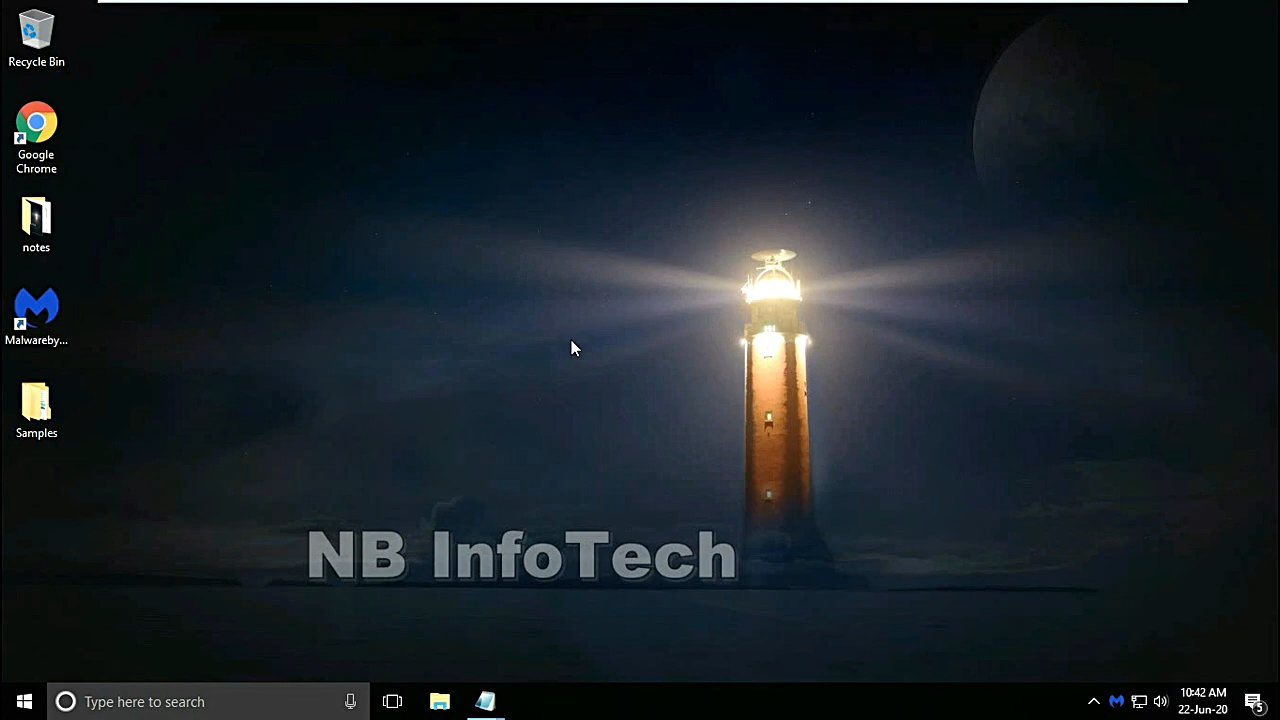 Recycle Bin
Google
Chrome
notes
Malwareby...
Samples
NB InfoTech
Type here to search
10:42 AM
22-Jun-20
5